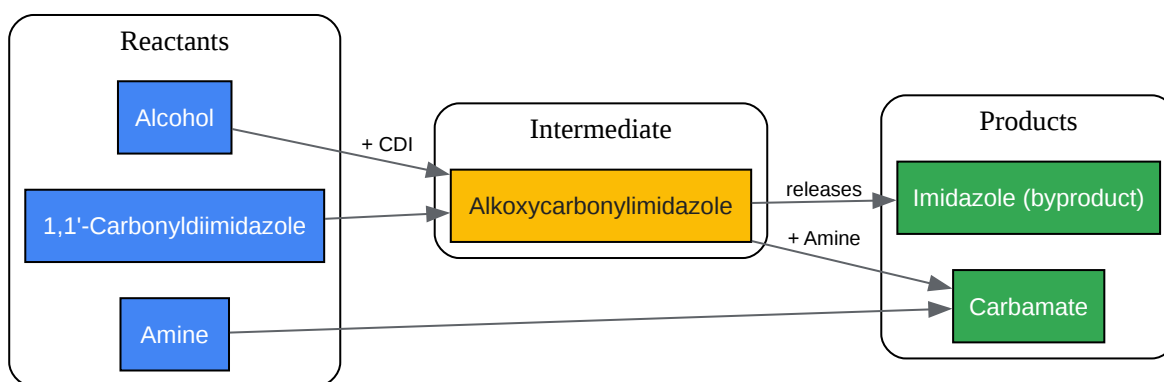 Reactants
Alcohol
1,1'-Carbonyldiimidazole
Amine
+ CDI
Intermediate
Alkoxycarbonylimidazole
releases
+ Amine
Products
Imidazole (byproduct)
Carbamate